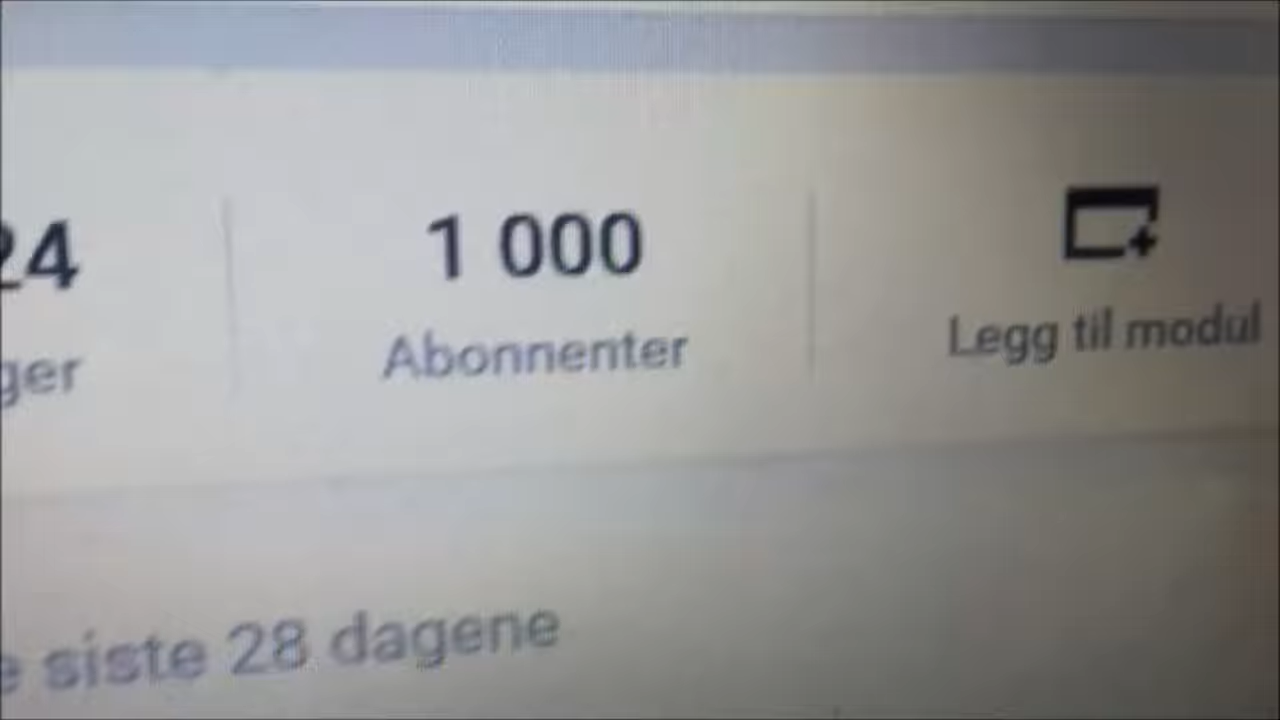 24
1 000
ger
Abonnenter
Legg til modul
e siste 28 dagene